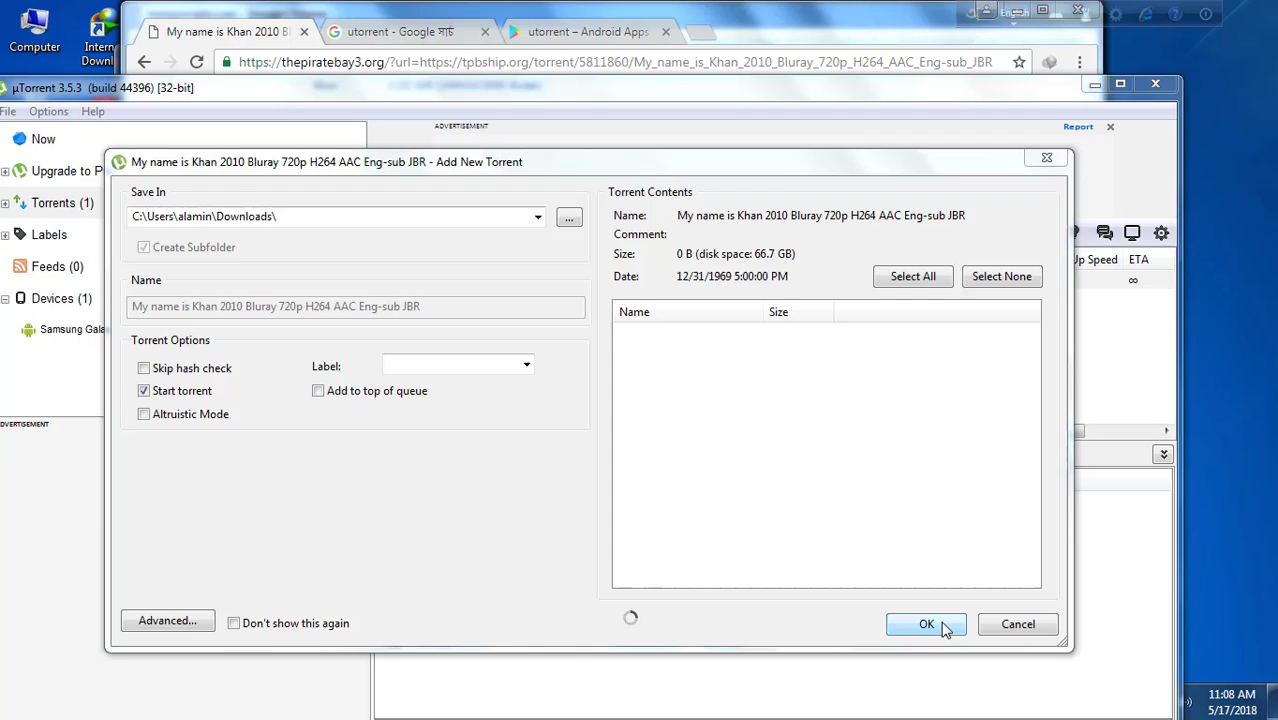 My name is Khan 2010 Bl
utorrent - Google সার্চ
utorrent – Android Apps
English
Computer
Intern
Downl
https://thepiratebay3.org/?url=https://tpbship.org/torrent/5811860/My_name_is_Khan_2010_Bluray_720p_H264_AAC_Eng-sub_JBR
µTorrent 3.5.3 (build 44396) [32-bit]
File Options Help
ADVERTISEMENT
Report
Now
Upgrade to P
Torrents (1)
Labels
Feeds (0)
Devices (1)
Samsung Gala
DVERTISEMENT
My name is Khan 2010 Bluray 720p H264 AAC Eng-sub JBR - Add New Torrent
Save In
C:\Users\alamin\Downloads\
...
Create Subfolder
Name
My name is Khan 2010 Bluray 720p H264 AAC Eng-sub JBR
Torrent Options
Skip hash check
Label:
Start torrent
Add to top of queue
Altruistic Mode
Torrent Contents
Name: My name is Khan 2010 Bluray 720p H264 AAC Eng-sub JBR
Comment:
Size: 0 B (disk space: 66.7 GB)
Date: 12/31/1969 5:00:00 PM
Select All
Select None
Name Size
Up Speed ETA
∞
Advanced...
Don't show this again
OK
Cancel
11:08 AM
5/17/2018